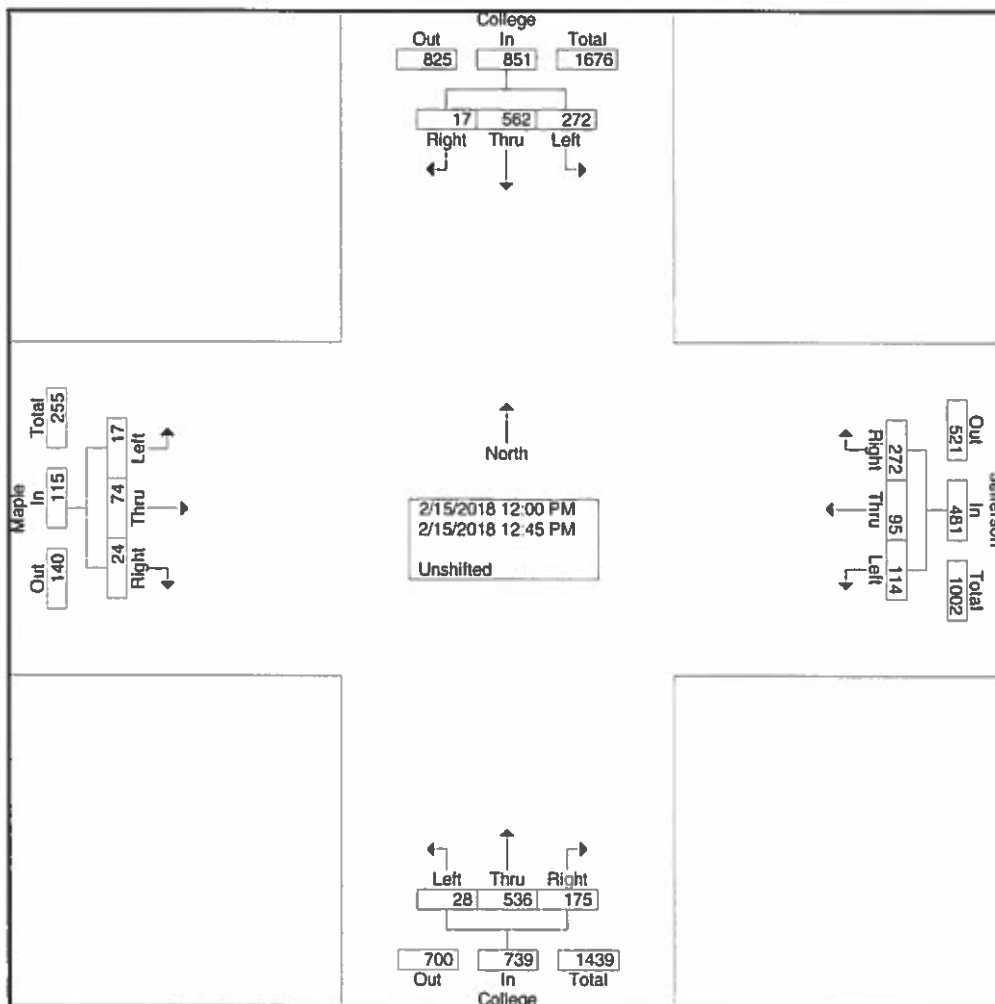 College
Out In Total
825 851 1676
17 562 272
Right Thru Left
Total
255
In
115
Out
140
Maple
17
Left
74
Thru
24
Right
North
2/15/2018 12:00 PM
2/15/2018 12:45 PM
Unshifted
Right
272
Thru
95
Left
114
Out
521
In
481
Total
1002
Left Thru Right
28 536 175
700 739 1439
Out In Total
College